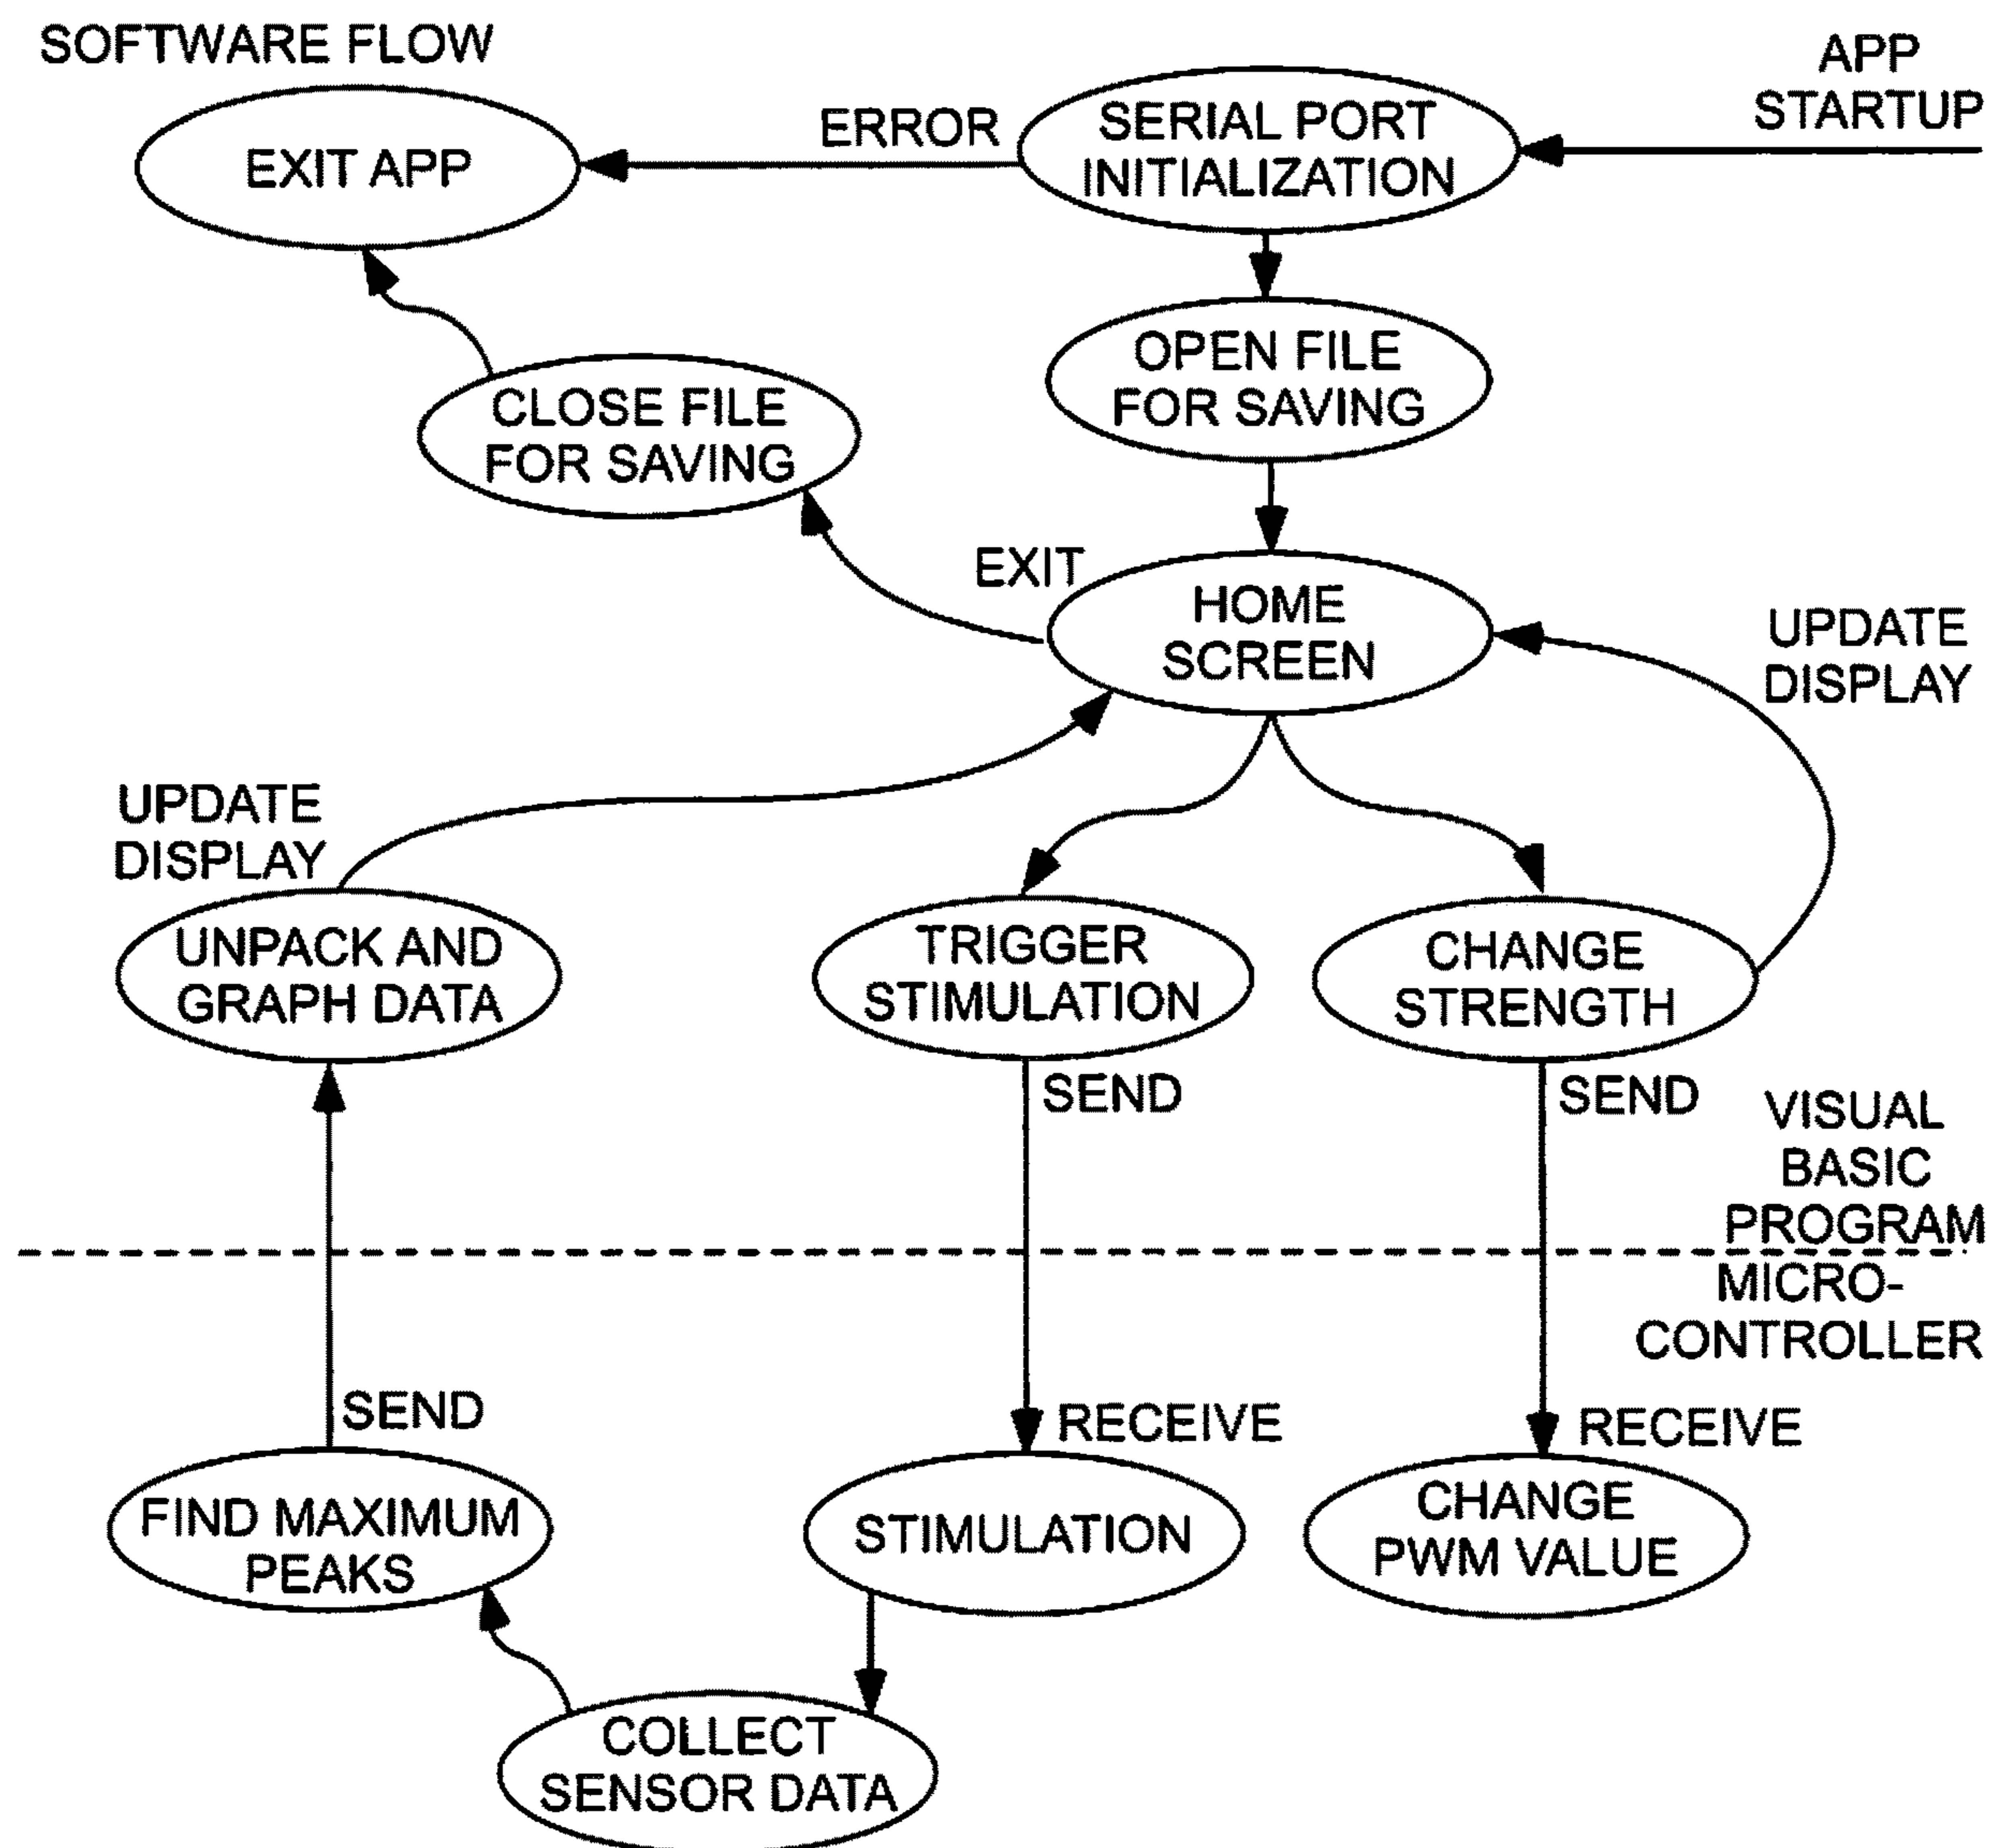 SOFTWARE FLOW
APP
STARTUP
ERROR
SERIAL PORT
INITIALIZATION
EXIT APP
OPEN FILE
FOR SAVING
CLOSE FILE
FOR SAVING
EXIT
HOME
SCREEN
UPDATE
DISPLAY
UPDATE
DISPLAY
UNPACK AND
GRAPH DATA
TRIGGER
STIMULATION
CHANGE
STRENGTH
SEND
SEND
VISUAL
BASIC
PROGRAM
MICRO-
CONTROLLER
SEND
RECEIVE
RECEIVE
FIND MAXIMUM
PEAKS
STIMULATION
CHANGE
PWM VALUE
COLLECT
SENSOR DATA